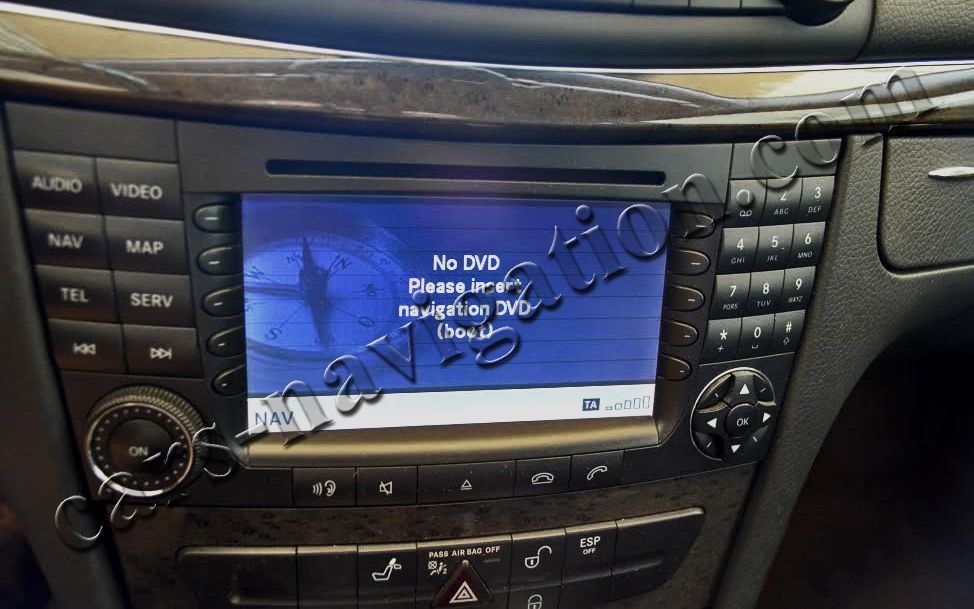 AUDIO
VIDEO
NAV
MAP
TEL
SERV
ON
No DVD
Please insert
navigation DVD
(boot)
NAV
TA
1
2 ABC
3 DEF
4 GHI
5 JKL
6 MNO
7 PQRS
8 TUV
9 WXYZ
*
+
0
#
OK
PASS AIR BAG OFF
ESP
OFF
cars-navigation.com